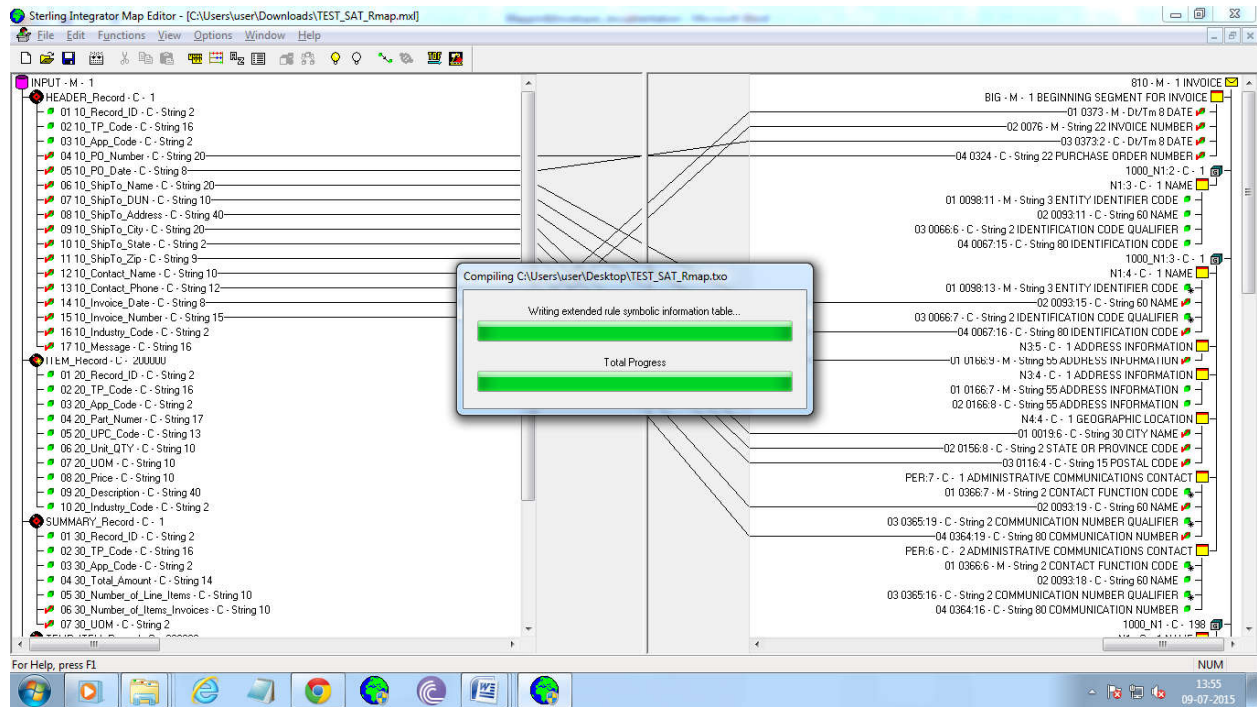 Sterling Integrator Map Editor - [C:\Users\user\Downloads\TEST_SAT_Rmap.mxl]
File Edit Functions View Options Window Help
INPUT - M - 1
HEADER_Record - C - 1
01 10_Record_ID - C - String 2
02 10_TP_Code - C - String 16
03 10_App_Code - C - String 2
04 10_PO_Number - C - String 20
05 10_PO_Date - C - String 8
06 10_ShipTo_Name - C - String 20
07 10_ShipTo_DUN - C - String 10
08 10_ShipTo_Address - C - String 40
09 10_ShipTo_City - C - String 20
10 10_ShipTo_State - C - String 2
11 10_ShipTo_Zip - C - String 9
12 10_Contact_Name - C - String 10
13 10_Contact_Phone - C - String 12
14 10_Invoice_Date - C - String 8
15 10_Invoice_Number - C - String 15
16 10_Industry_Code - C - String 2
17 10_Message - C - String 16
ITEM_Record - C - 200000
01 20_Record_ID - C - String 2
02 20_TP_Code - C - String 16
03 20_App_Code - C - String 2
04 20_Part_Numer - C - String 17
05 20_UPC_Code - C - String 13
06 20_Unit_QTY - C - String 10
07 20_UOM - C - String 10
08 20_Price - C - String 10
09 20_Description - C - String 40
10 20_Industry_Code - C - String 2
SUMMARY_Record - C - 1
01 30_Record_ID - C - String 2
02 30_TP_Code - C - String 16
03 30_App_Code - C - String 2
04 30_Total_Amount - C - String 14
05 30_Number_of_Line_Items - C - String 10
06 30_Number_of_Items_Invoices - C - String 10
07 30_UOM - C - String 2
Compiling C:\Users\user\Desktop\TEST_SAT_Rmap.txo
Writing extended rule symbolic information table...
Total Progress
810 - M - 1 INVOICE
BIG - M - 1 BEGINNING SEGMENT FOR INVOICE
01 0373 - M - Dt/Tm 8 DATE
02 0076 - M - String 22 INVOICE NUMBER
03 0373:2 - C - Dt/Tm 8 DATE
04 0324 - C - String 22 PURCHASE ORDER NUMBER
1000_N1:2 - C - 1
N1:3 - C - 1 NAME
01 0098:11 - M - String 3 ENTITY IDENTIFIER CODE
02 0093:11 - C - String 60 NAME
03 0066:6 - C - String 2 IDENTIFICATION CODE QUALIFIER
04 0067:15 - C - String 80 IDENTIFICATION CODE
1000_N1:3 - C - 1
N1:4 - C - 1 NAME
01 0098:13 - M - String 3 ENTITY IDENTIFIER CODE
02 0093:15 - C - String 60 NAME
03 0066:7 - C - String 2 IDENTIFICATION CODE QUALIFIER
04 0067:16 - C - String 80 IDENTIFICATION CODE
N3:5 - C - 1 ADDRESS INFORMATION
01 0166:9 - M - String 55 ADDRESS INFORMATION
N3:4 - C - 1 ADDRESS INFORMATION
01 0166:7 - M - String 55 ADDRESS INFORMATION
02 0166:8 - C - String 55 ADDRESS INFORMATION
N4:4 - C - 1 GEOGRAPHIC LOCATION
01 0019:6 - C - String 30 CITY NAME
02 0156:8 - C - String 2 STATE OR PROVINCE CODE
03 0116:4 - C - String 15 POSTAL CODE
PER:7 - C - 1 ADMINISTRATIVE COMMUNICATIONS CONTACT
01 0366:7 - M - String 2 CONTACT FUNCTION CODE
02 0093:19 - C - String 60 NAME
03 0365:19 - C - String 2 COMMUNICATION NUMBER QUALIFIER
04 0364:19 - C - String 80 COMMUNICATION NUMBER
PER:6 - C - 2 ADMINISTRATIVE COMMUNICATIONS CONTACT
01 0366:6 - M - String 2 CONTACT FUNCTION CODE
02 0093:18 - C - String 60 NAME
03 0365:16 - C - String 2 COMMUNICATION NUMBER QUALIFIER
04 0364:16 - C - String 80 COMMUNICATION NUMBER
1000_N1 - C - 198
For Help, press F1
NUM
13:55
09-07-2015